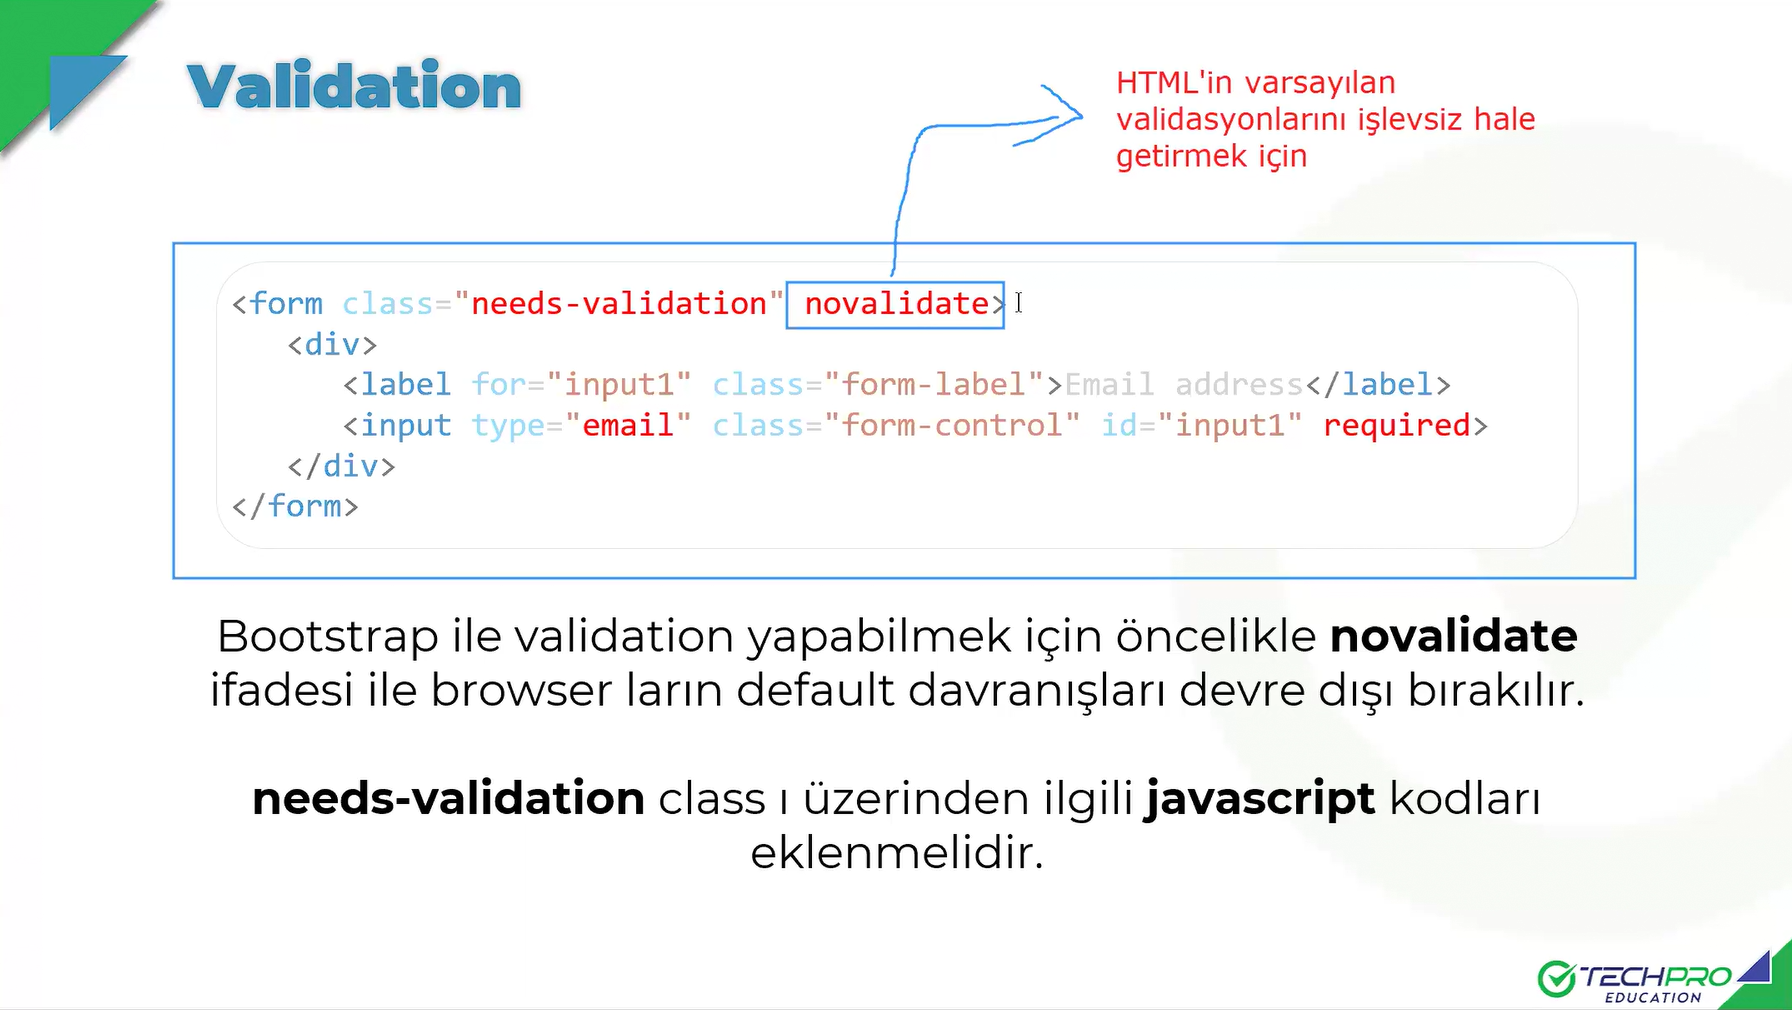 Validation
HTML'in varsayılan
validasyonlarını işlevsiz hale
getirmek için
<form class="needs-validation" novalidate>
<div>
<label for="input1" class="form-label">Email address</label>
<input type="email" class="form-control" id="input1" required>
</div>
</form>
Bootstrap ile validation yapabilmek için öncelikle novalidate
ifadesi ile browser ların default davranışları devre dışı bırakılır.
needs-validation class ı üzerinden ilgili javascript kodları
eklenmelidir.
TECHPRO
EDUCATION